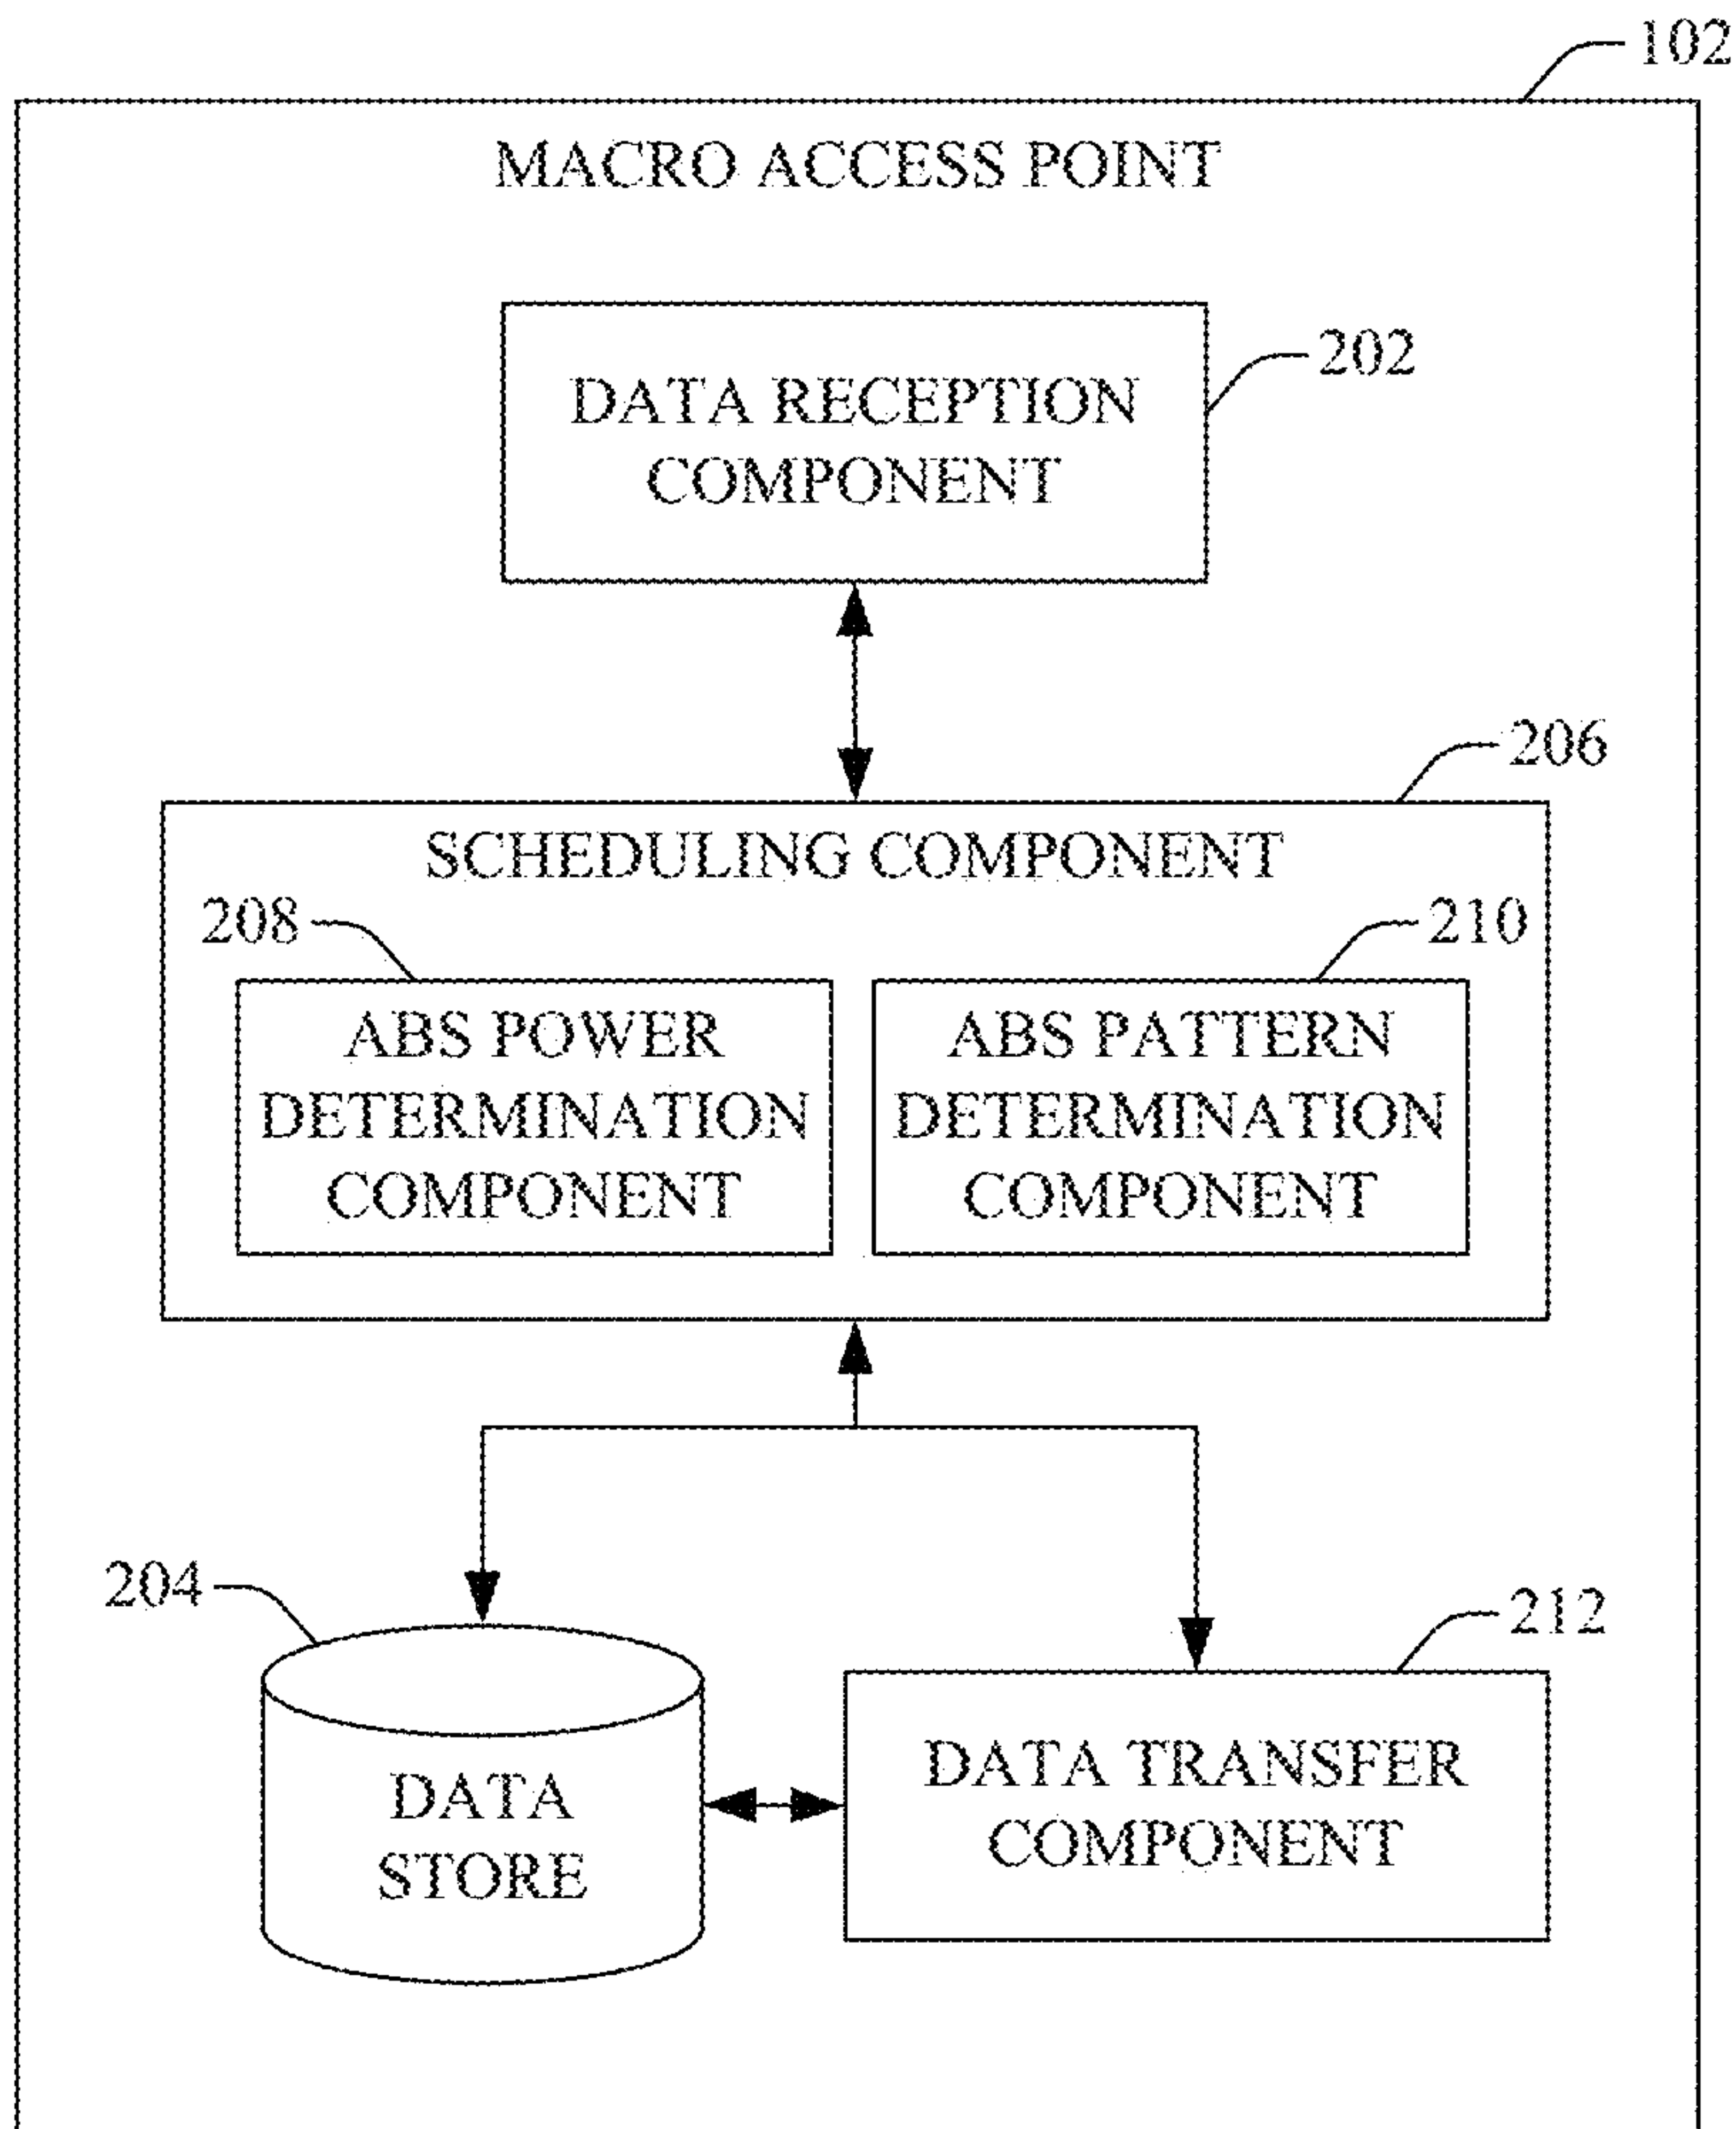 102
MACRO ACCESS POINT
202
DATA RECEPTION
COMPONENT
206
SCHEDULING COMPONENT
208
210
ABS POWER
DETERMINATION
COMPONENT
ABS PATTERN
DETERMINATION
COMPONENT
204
212
DATA
STORE
DATA TRANSFER
COMPONENT